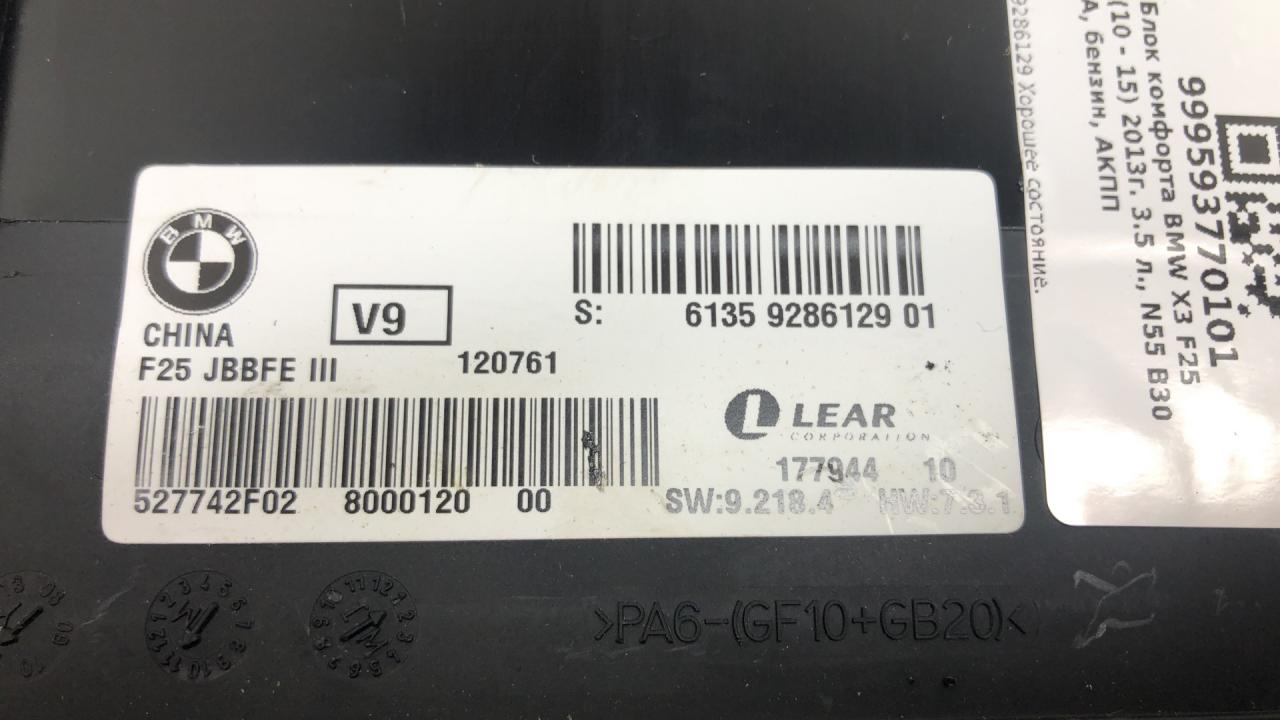 BMW
CHINA
V9
F25 JBBFE III
120761
S: 6135 9286129 01
LEAR
CORPORATION
177944 10
SW:9.218.4 HW:7.3.1
527742F02 8000120 00
>PA6-(GF10+GB20)<
999593770101
Блок комфорта BMW X3 F25
(10 - 15) 2013г. 3.5 л., N55 B30
А, бензин, АКПП
9286129 Хорошее состояние.